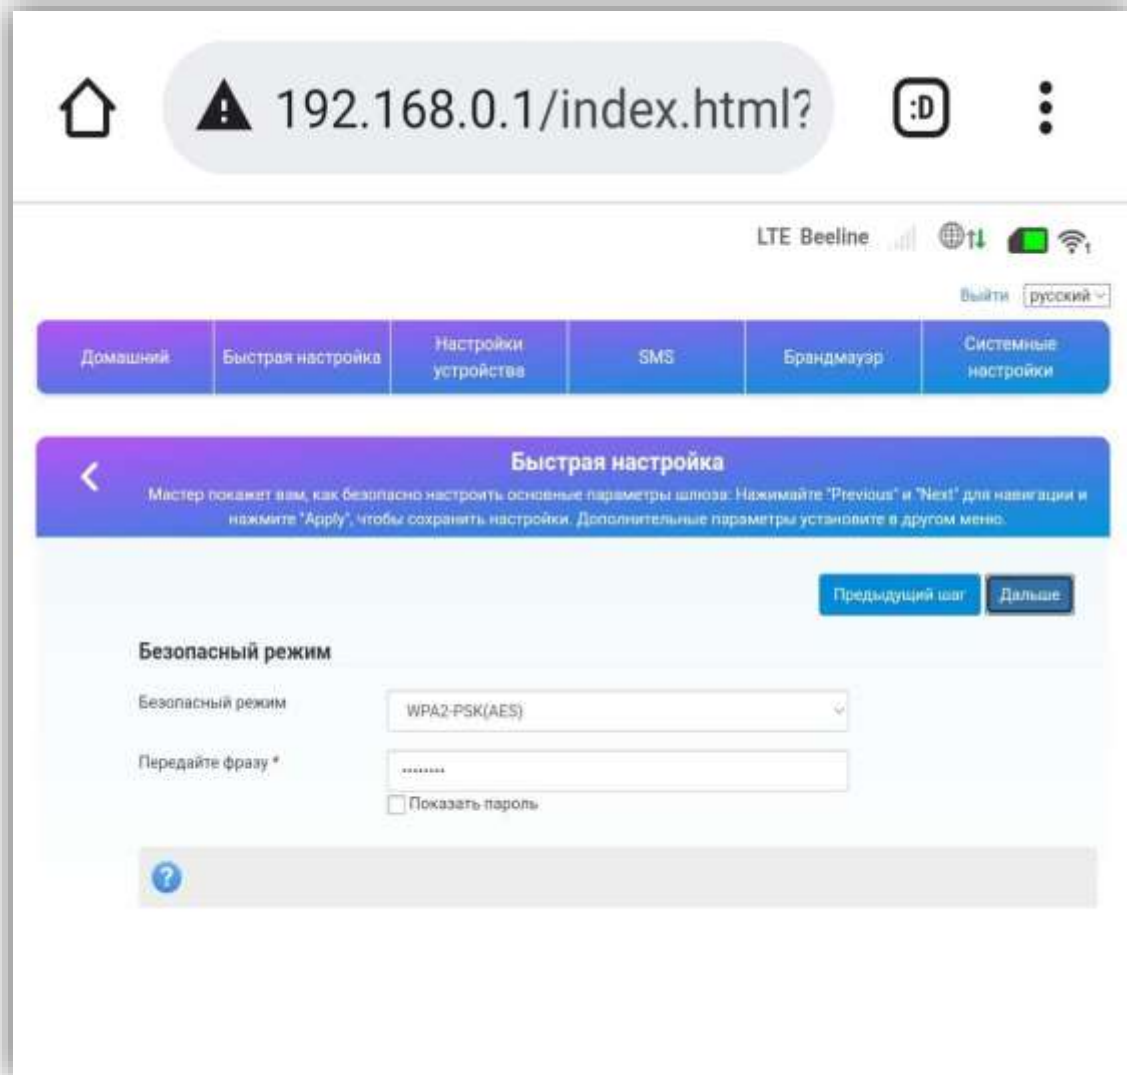 192.168.0.1/index.html?
:D
LTE Beeline
1
Выйти русский
Домашний
Быстрая настройка
Настройки
устройства
SMS
Брандмауэр
Системные
настройки
Быстрая настройка
Мастер покажет вам, как безопасно настроить основные параметры шлюза: Нажимайте "Previous" и "Next" для навигации и
нажмите "Apply", чтобы сохранить настройки. Дополнительные параметры установите в другом меню.
Предыдущий шаг Дальше
Безопасный режим
Безопасный режим
WPA2-PSK(AES)
Передайте фразу *
••••••••
Показать пароль
?